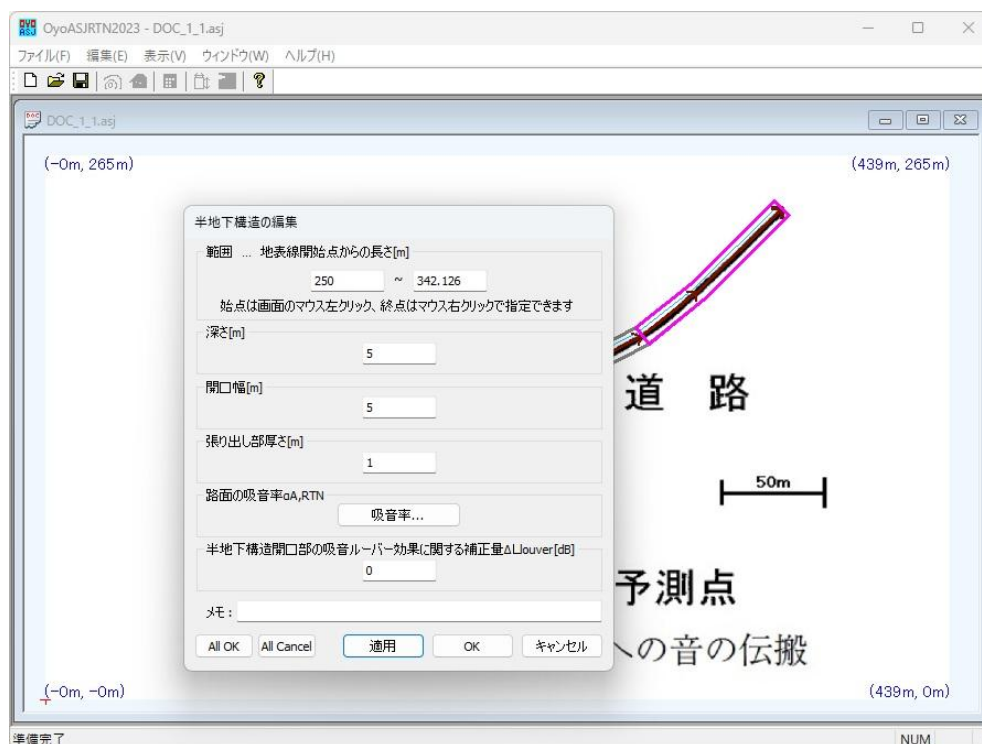 OyoASJRTN2023 - DOC_1_1.asj
ファイル(F) 編集(E) 表示(V) ウィンドウ(W) ヘルプ(H)
DOC_1_1.asj
(-0m, 265m)
(439m, 265m)
半地下構造の編集
範囲 ... 地表線開始点からの長さ[m]
250 ~ 342.126
始点は画面のマウス左クリック、終点はマウス右クリックで指定できます
深さ[m]
5
開口幅[m]
5
張り出し部厚さ[m]
1
路面の吸音率αA,RTN
吸音率...
半地下構造開口部の吸音ルーバー効果に関する補正量ΔLlouver[dB]
0
メモ:
All OK All Cancel 適用 OK キャンセル
道 路
50m
予測点
への音の伝搬
(-0m, -0m)
(439m, 0m)
準備完了
NUM